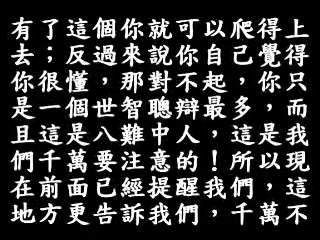 有了這個你就可以爬得上
去；反過來說你自己覺得
你很懂，那對不起，你只
是一個世智聰辯最多，而
且這是八難中人，這是我
們千萬要注意的！所以現
在前面已經提醒我們，這
地方更告訴我們，千萬不